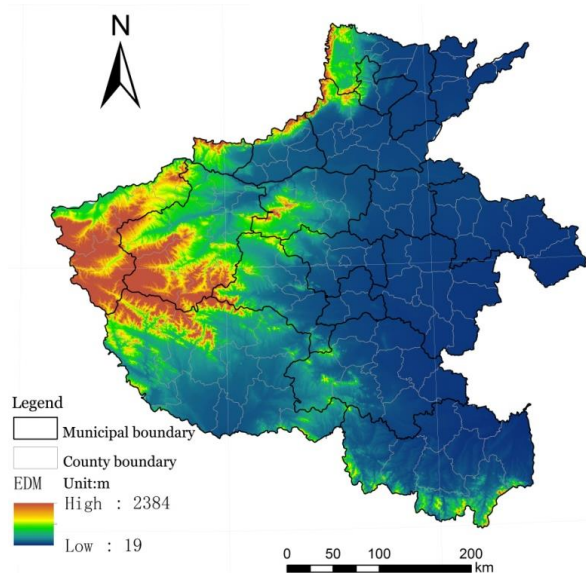 N
Legend
Municipal boundary
County boundary
EDM Unit:m
High : 2384
Low : 19
0 50 100 200
km